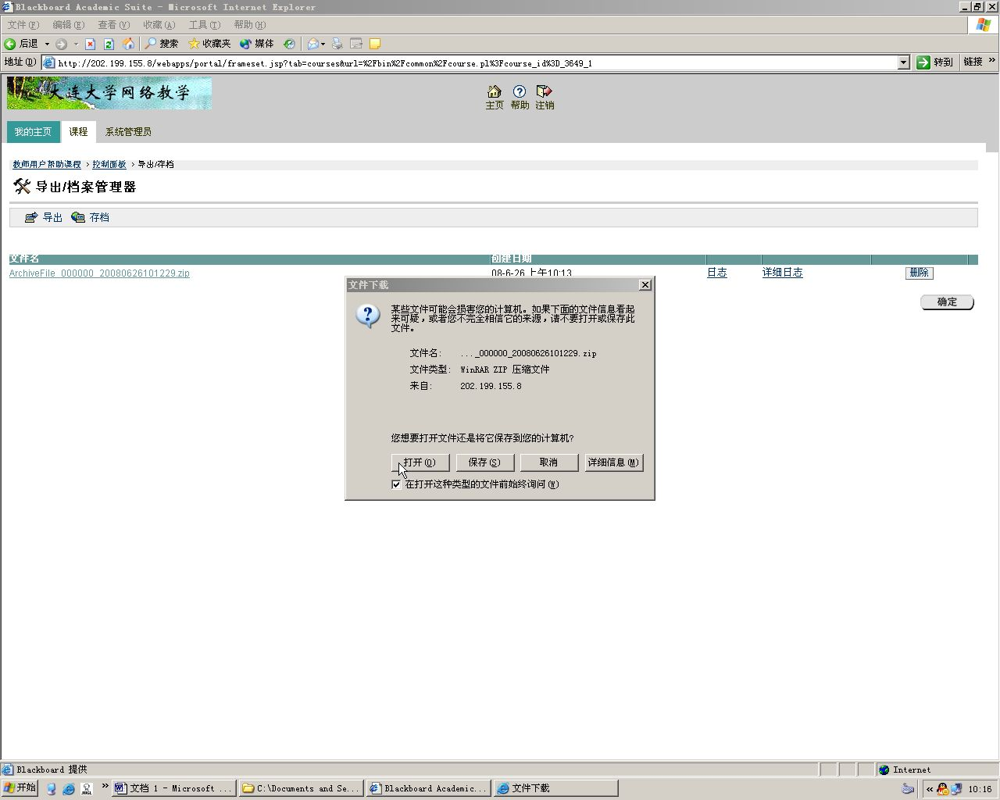 Blackboard Academic Suite - Microsoft Internet Explorer
文件(F) 编辑(E) 查看(V) 收藏(A) 工具(T) 帮助(H)
后退 搜索 收藏夹 媒体
地址(D) http://202.199.155.8/webapps/portal/frameset.jsp?tab=courses&url=%2Fbin%2Fcommon%2Fcourse.pl%3Fcourse_id%3D_3649_1 转到 链接 »
大连大学网络教学
主页 帮助 注销
我的主页 课程 系统管理员
教师用户帮助课程 > 控制面板 > 导出/存档
导出/档案管理器
导出 存档
文件名 创建日期
ArchiveFile_000000_20080626101229.zip 08-6-26 上午10:13 日志 详细日志 删除
确定
文件下载
某些文件可能会损害您的计算机。如果下面的文件信息看起
来可疑，或者您不完全相信它的来源，请不要打开或保存此
文件。
文件名: ..._000000_20080626101229.zip
文件类型: WinRAR ZIP 压缩文件
来自: 202.199.155.8
您想要打开文件还是将它保存到您的计算机?
打开(O) 保存(S) 取消 详细信息(M)
在打开这种类型的文件前始终询问(W)
Blackboard 提供 Internet
开始 » 文档 1 - Microsoft ... C:\Documents and Se... Blackboard Academic... 文件下载 « 10:16